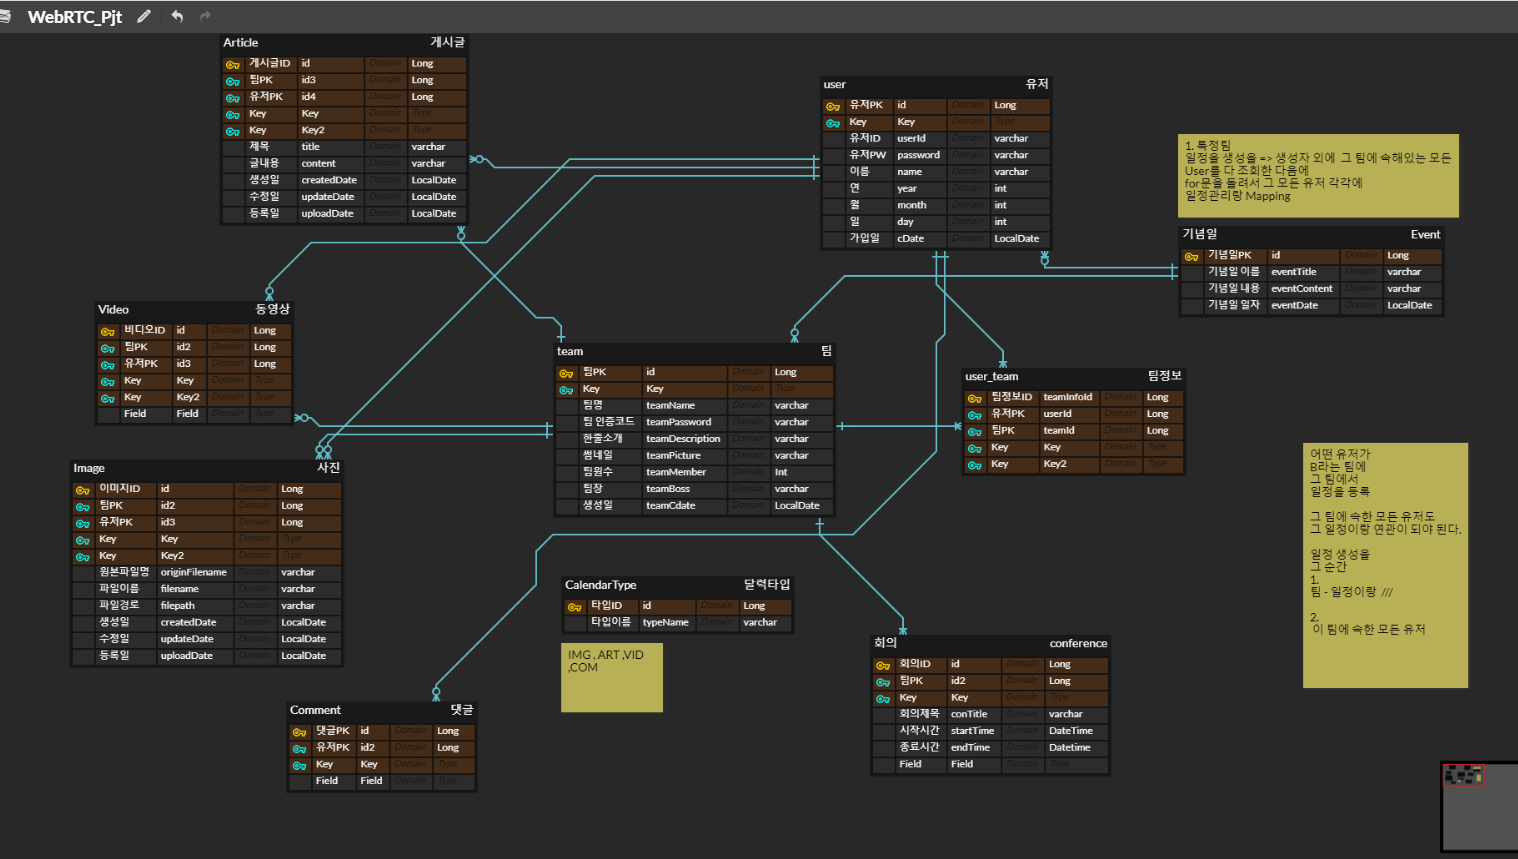 WebRTC_Pjt
Article 게시글
게시글ID id Domain Long
팀PK id3 Domain Long
유저PK id4 Domain Long
Key Key Domain Type
Key Key2 Domain Type
제목 title Domain varchar
글내용 content Domain varchar
생성일 createdDate Domain LocalDate
수정일 updateDate Domain LocalDate
등록일 uploadDate Domain LocalDate
user 유저
유저PK id Domain Long
Key Key Domain Type
유저ID userId Domain varchar
유저PW password Domain varchar
이름 name Domain varchar
연 year Domain int
월 month Domain int
일 day Domain int
가입일 cDate Domain LocalDate
1. 특정팀
일정을 생성을 => 생성자 외에 그 팀에 속해있는 모든
User를 다 조회한 다음에
for문을 돌려서 그 모든 유저 각각에
일정관리랑 Mapping
기념일 Event
기념일PK id Domain Long
기념일 이름 eventTitle Domain varchar
기념일 내용 eventContent Domain varchar
기념일 일자 eventDate Domain LocalDate
Video 동영상
비디오ID id Domain Long
팀PK id2 Domain Long
유저PK id3 Domain Long
Key Key Domain Type
Key Key2 Domain Type
Field Field Domain Type
team 팀
팀PK id Domain Long
Key Key Domain Type
팀명 teamName Domain varchar
팀 인증코드 teamPassword Domain varchar
한줄소개 teamDescription Domain varchar
썸네일 teamPicture Domain varchar
팀원수 teamMember Domain Int
팀장 teamBoss Domain varchar
생성일 teamCdate Domain LocalDate
user_team 팀정보
팀정보ID teamInfoId Domain Long
유저PK userId Domain Long
팀PK teamId Domain Long
Key Key Domain Type
Key Key2 Domain Type
어떤 유저가
B라는 팀에
그 팀에서
일정을 등록
그 팀에 속한 모든 유저도
그 일정이랑 연관이 되야 된다.
일정 생성을
그 순간
1.
팀 - 일정이랑 ///
2.
이 팀에 속한 모든 유저
Image 사진
이미지ID id Domain Long
팀PK id2 Domain Long
유저PK id3 Domain Long
Key Key Domain Type
Key Key2 Domain Type
원본파일명 originFilename Domain varchar
파일이름 filename Domain varchar
파일경로 filepath Domain varchar
생성일 createdDate Domain LocalDate
수정일 updateDate Domain LocalDate
등록일 uploadDate Domain LocalDate
CalendarType 달력타입
타입ID id Domain Long
타입이름 typeName Domain varchar
IMG , ART ,VID
,COM
회의 conference
회의ID id Domain Long
팀PK id2 Domain Long
Key Key Domain Type
회의제목 conTitle Domain varchar
시작시간 startTime Domain DateTime
종료시간 endTime Domain Datetime
Field Field Domain Type
Comment 댓글
댓글PK id Domain Long
유저PK id2 Domain Long
Key Key Domain Type
Field Field Domain Type